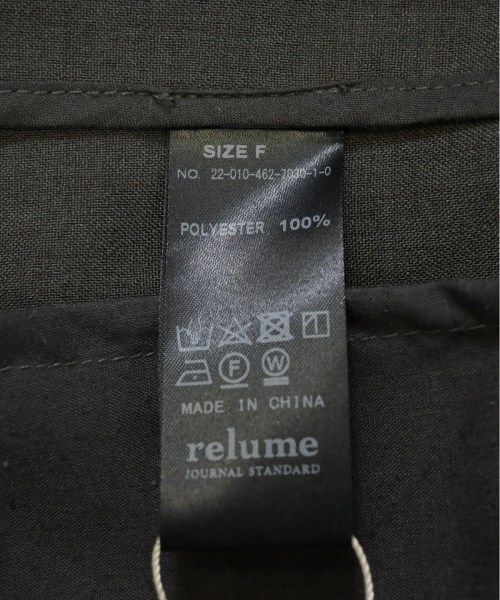 SIZE F
NO. 22-010-462-7030-1-0
POLYESTER 100%
F W
MADE IN CHINA
relume
JOURNAL STANDARD